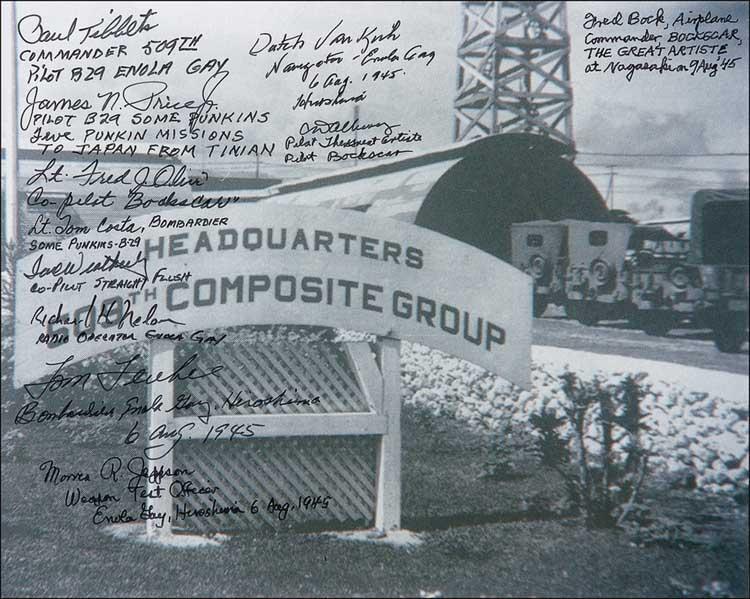 Paul Tibbets
COMMANDER 509TH
PILOT B29 ENOLA GAY
James N. Price Jr.
PILOT B29 SOME PUNKINS
FIVE PUNKIN MISSIONS
TO JAPAN FROM TINIAN
Lt. Fred J. Olivi
Co-pilot "Bockscar"
Lt. Tom Costa, BOMBARDIER
SOME PUNKINS-B29
CO-PILOT STRAIGHT FLUSH
Richard H. Nelson
RADIO OPERATOR ENOLA GAY
Tom Ferebee
Bombardier Enola Gay, Hiroshima
6 Aug. 1945
Morris R. Jeppson
Weapon Test Officer
Enola Gay, Hiroshima 6 Aug. 1945
Dutch Van Kirk
Navigator - Enola Gay
6 Aug. 1945.
Hiroshima
Pilot The Great Artiste
Pilot Bockscar
Fred Bock, Airplane
Commander, BOCKSCAR,
THE GREAT ARTISTE
at Nagasaki on 9 Aug '45
HEADQUARTERS
509TH COMPOSITE GROUP